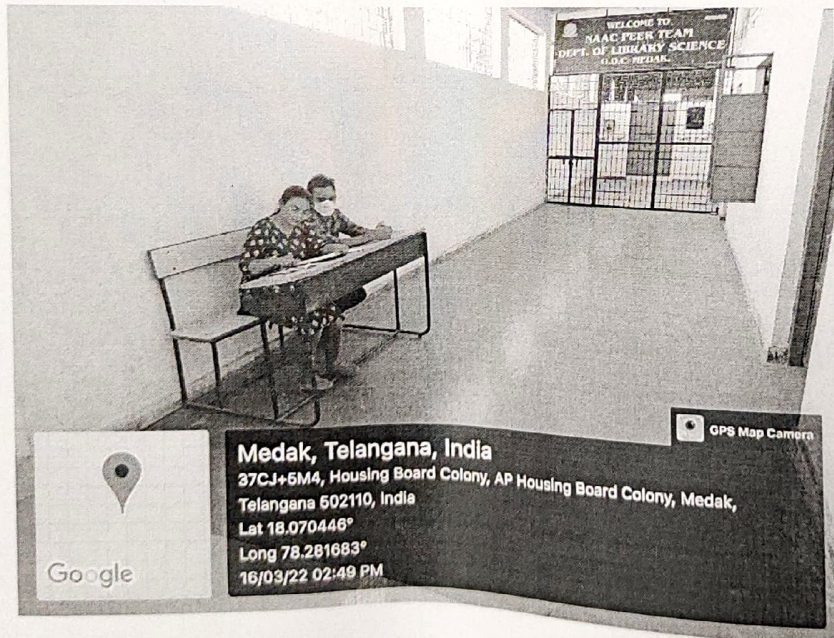 WELCOME TO
NAAC PEER TEAM
DEPT. OF LIBRARY SCIENCE
G.D.C. MEDAK.
GPS Map Camera
Medak, Telangana, India
37CJ+5M4, Housing Board Colony, AP Housing Board Colony, Medak,
Telangana 502110, India
Lat 18.070446°
Long 78.281683°
16/03/22 02:49 PM
Google